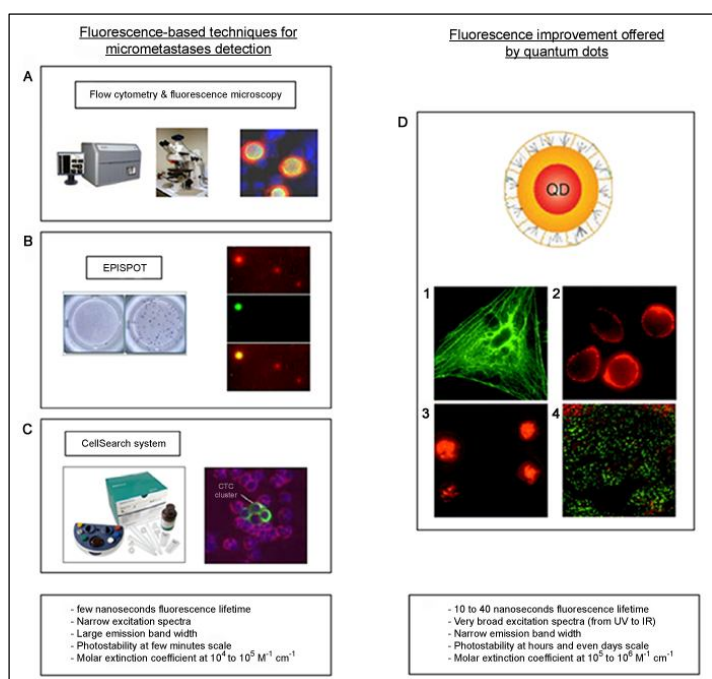 Fluorescence-based techniques for
micrometastases detection
A
Flow cytometry & fluorescence microscopy
B
EPISPOT
C
CellSearch system
CTC
cluster
- few nanoseconds fluorescence lifetime
- Narrow excitation spectra
- Large emission band width
- Photostability at few minutes scale
- Molar extinction coefficient at 10⁴ to 10⁵ M⁻¹ cm⁻¹
Fluorescence improvement offered
by quantum dots
D
QD
1
2
3
4
- 10 to 40 nanoseconds fluorescence lifetime
- Very broad excitation spectra (from UV to IR)
- Narrow emission band width
- Photostability at hours and even days scale
- Molar extinction coefficient at 10⁵ to 10⁶ M⁻¹ cm⁻¹